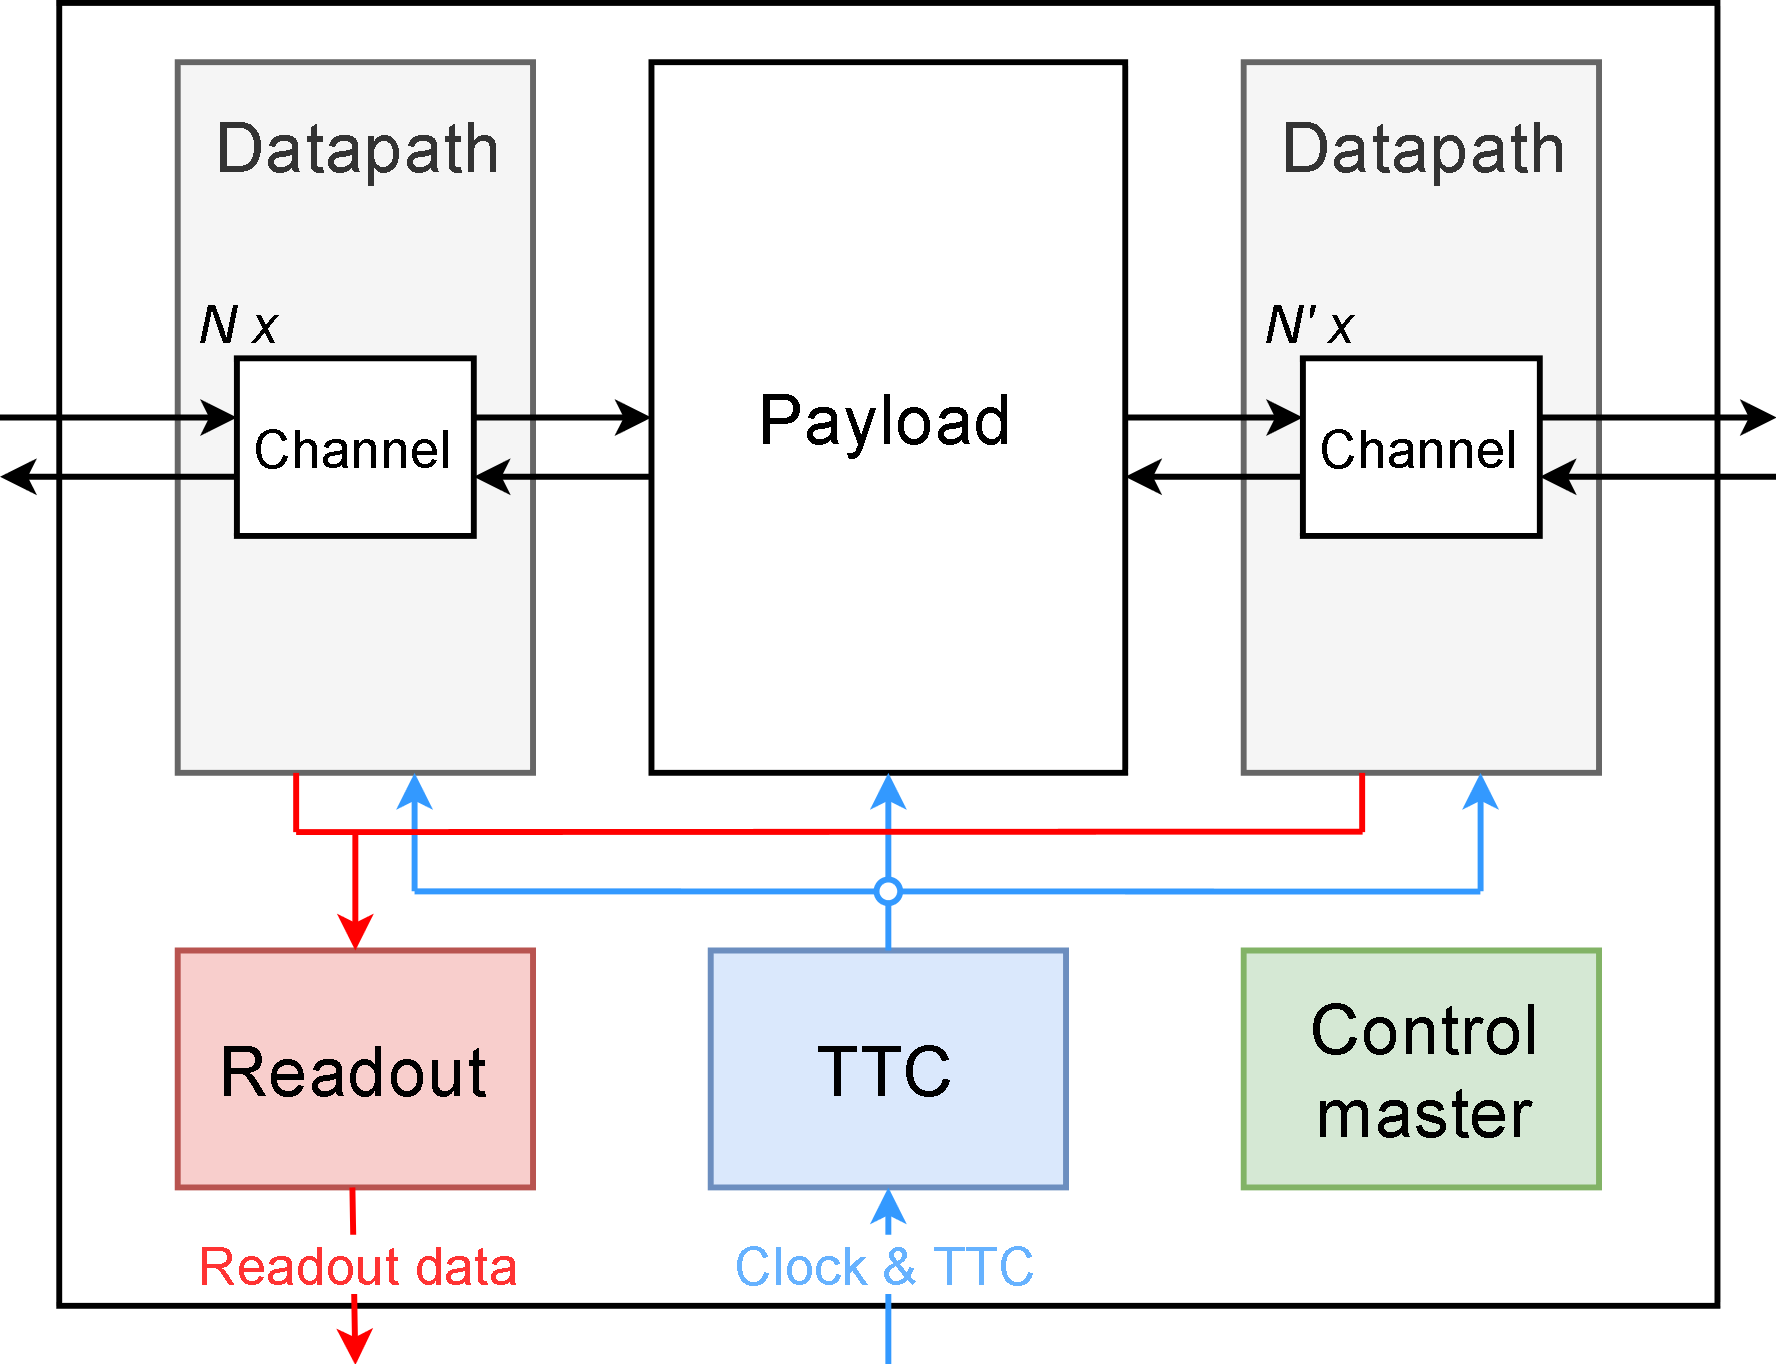 Datapath
Datapath
N x
N' x
Channel
Payload
Channel
Readout
TTC
Control
master
Readout data
Clock & TTC